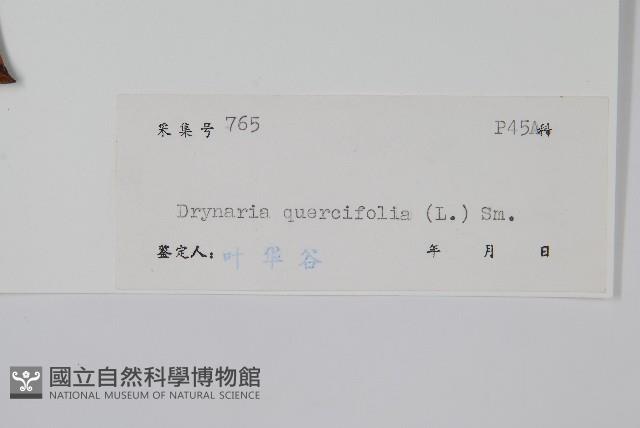 采集号 765 P45A科
Drynaria quercifolia (L.) Sm.
鉴定人: 叶华谷 年 月 日
國立自然科學博物館
NATIONAL MUSEUM OF NATURAL SCIENCE